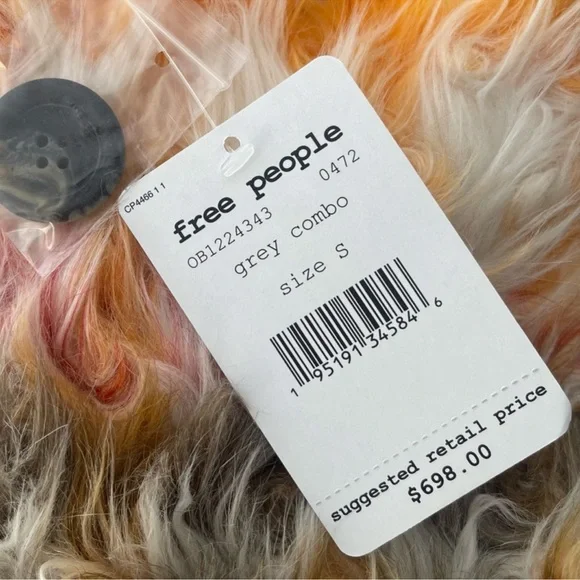 CP4466 1 1
free people
OB1224343 0472
grey combo
size S
1 95191 34584 6
suggested retail price
$698.00